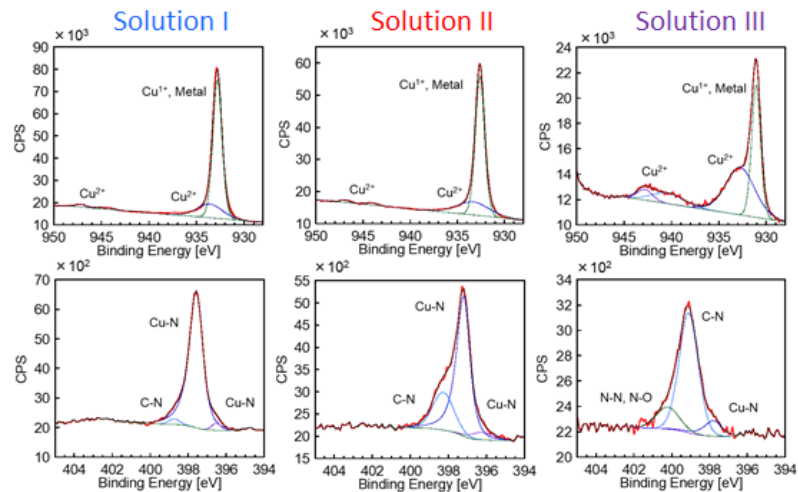 Solution I Solution II Solution III
× 10³
90
80
70
60
50
40
30
20
10
CPS
Cu¹⁺, Metal
Cu²⁺
Cu²⁺
950 945 940 935 930
Binding Energy [eV]
× 10³
70
60
50
40
30
20
10
Cu¹⁺, Metal
Cu²⁺
Cu²⁺
950 945 940 935 930
Binding Energy [eV]
× 10³
24
22
20
18
16
14
12
10
CPS
Cu¹⁺, Metal
Cu²⁺
Cu²⁺
950 945 940 935 930
Binding Energy [eV]
× 10²
70
60
50
40
30
20
10
CPS
Cu-N
C-N
Cu-N
404 402 400 398 396 394
Binding Energy [eV]
× 10²
55
50
45
40
35
30
25
20
15
CPS
Cu-N
C-N
Cu-N
404 402 400 398 396 394
Binding Energy [eV]
× 10²
34
32
30
28
26
24
22
20
CPS
C-N
N-N, N-O
Cu-N
404 402 400 398 396 394
Binding Energy [eV]